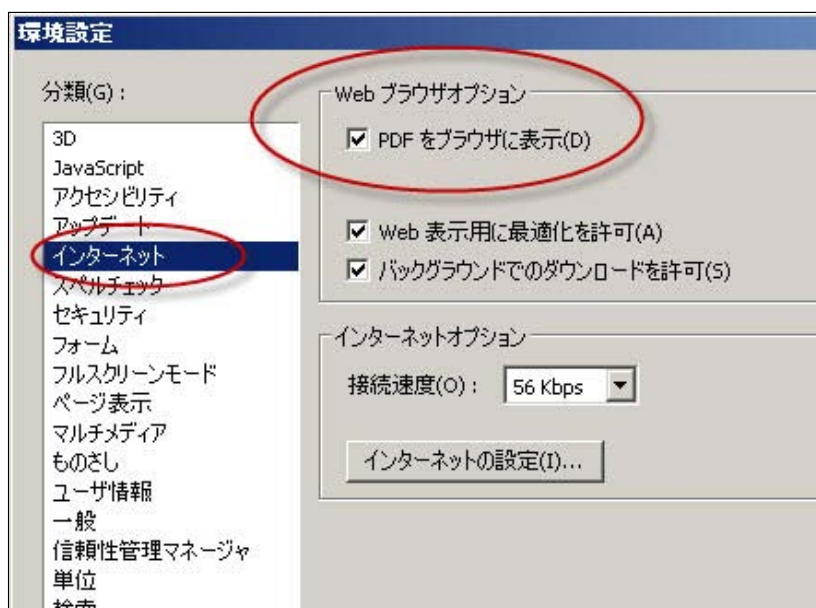 環境設定
分類(G) :
3D
JavaScript
アクセシビリティ
アップデート
インターネット
スペルチェック
セキュリティ
フォーム
フルスクリーンモード
ページ表示
マルチメディア
ものさし
ユーザ情報
一般
信頼性管理マネージャ
単位
検索
Web ブラウザオプション
PDF をブラウザに表示(D)
Web 表示用に最適化を許可(A)
バックグラウンドでのダウンロードを許可(S)
インターネットオプション
接続速度(O) : 56 Kbps
インターネットの設定(I)...